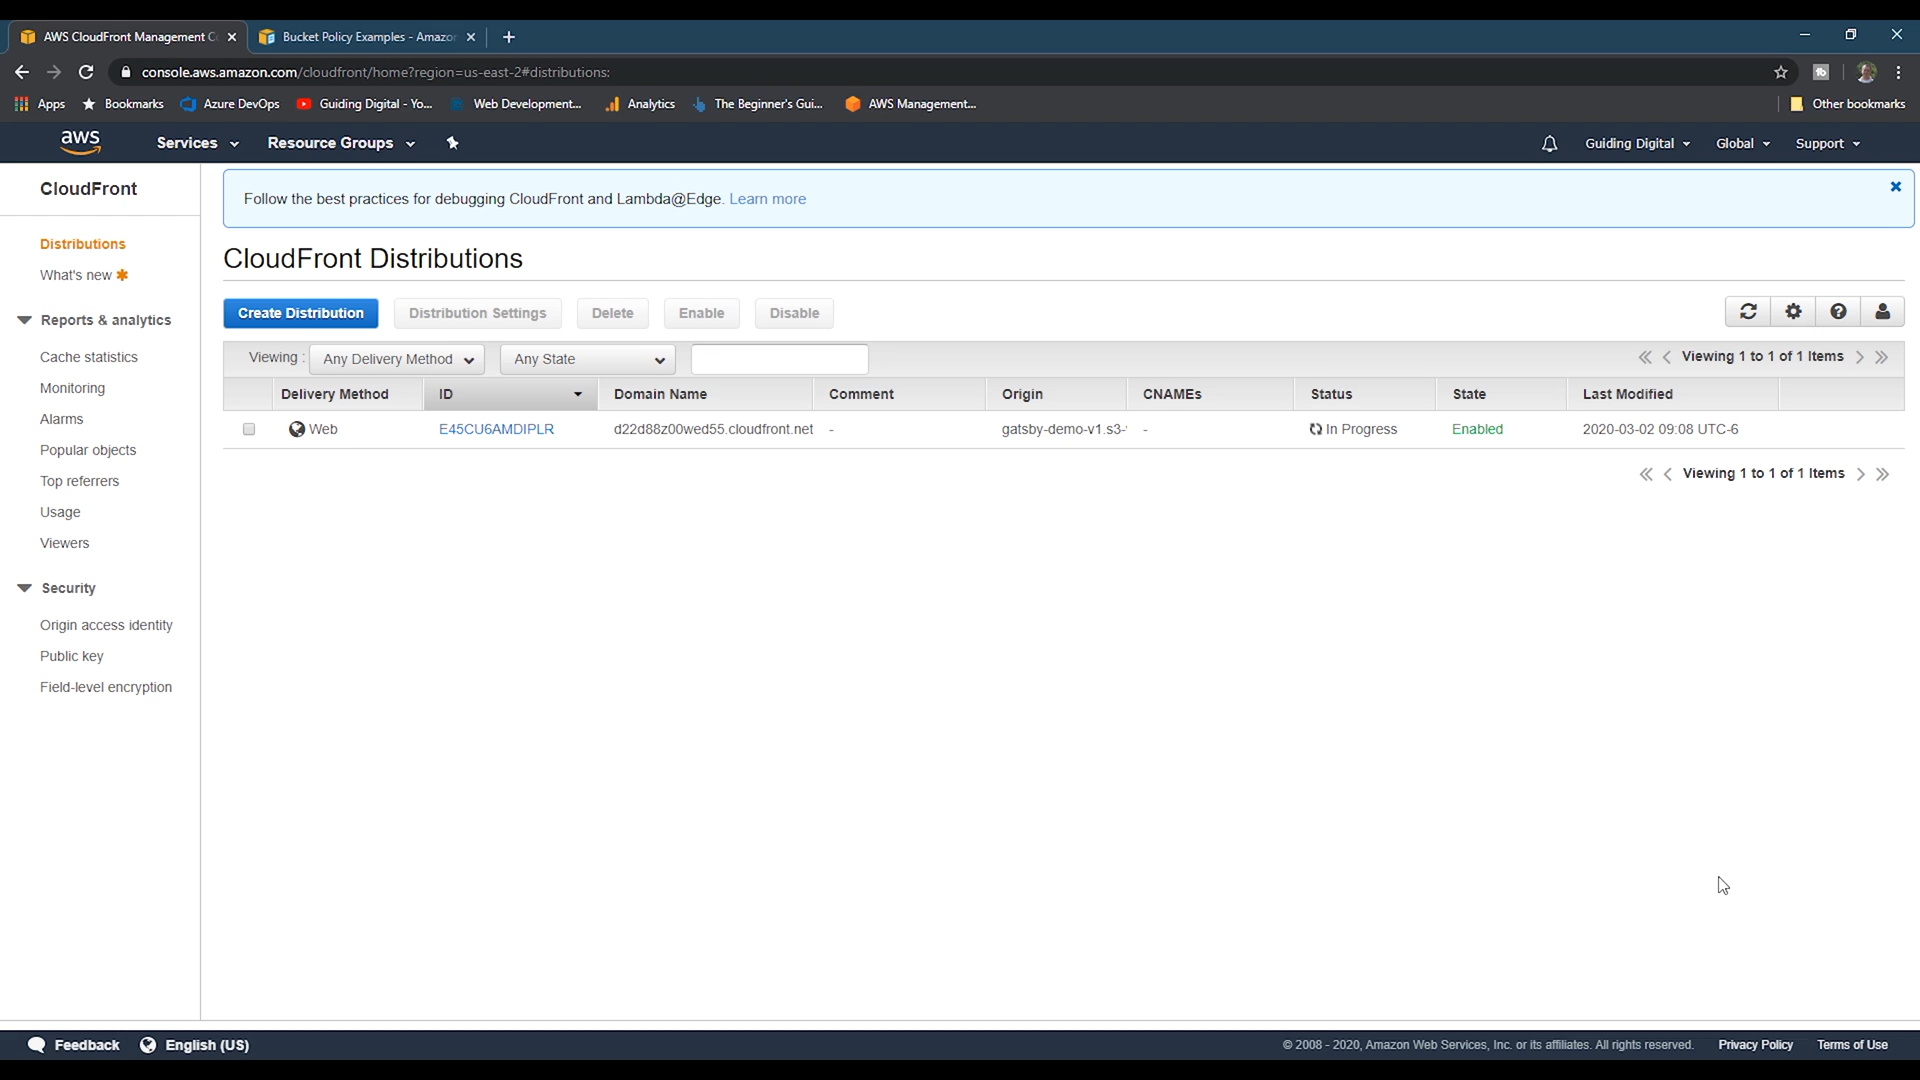 AWS CloudFront Management C
Bucket Policy Examples - Amazo
console.aws.amazon.com/cloudfront/home?region=us-east-2#distributions:
Apps Bookmarks Azure DevOps Guiding Digital - Yo... Web Development... Analytics The Beginner's Gui... AWS Management... Other bookmarks
aws Services Resource Groups Guiding Digital Global Support
CloudFront
Distributions
What's new
Reports & analytics
Cache statistics
Monitoring
Alarms
Popular objects
Top referrers
Usage
Viewers
Security
Origin access identity
Public key
Field-level encryption
Follow the best practices for debugging CloudFront and Lambda@Edge. Learn more
CloudFront Distributions
Create Distribution Distribution Settings Delete Enable Disable
Viewing : Any Delivery Method Any State Viewing 1 to 1 of 1 Items
Delivery Method ID Domain Name Comment Origin CNAMEs Status State Last Modified
Web E45CU6AMDIPLR d22d88z00wed55.cloudfront.net - gatsby-demo-v1.s3- - In Progress Enabled 2020-03-02 09:08 UTC-6
Viewing 1 to 1 of 1 Items
Feedback English (US) © 2008 - 2020, Amazon Web Services, Inc. or its affiliates. All rights reserved. Privacy Policy Terms of Use